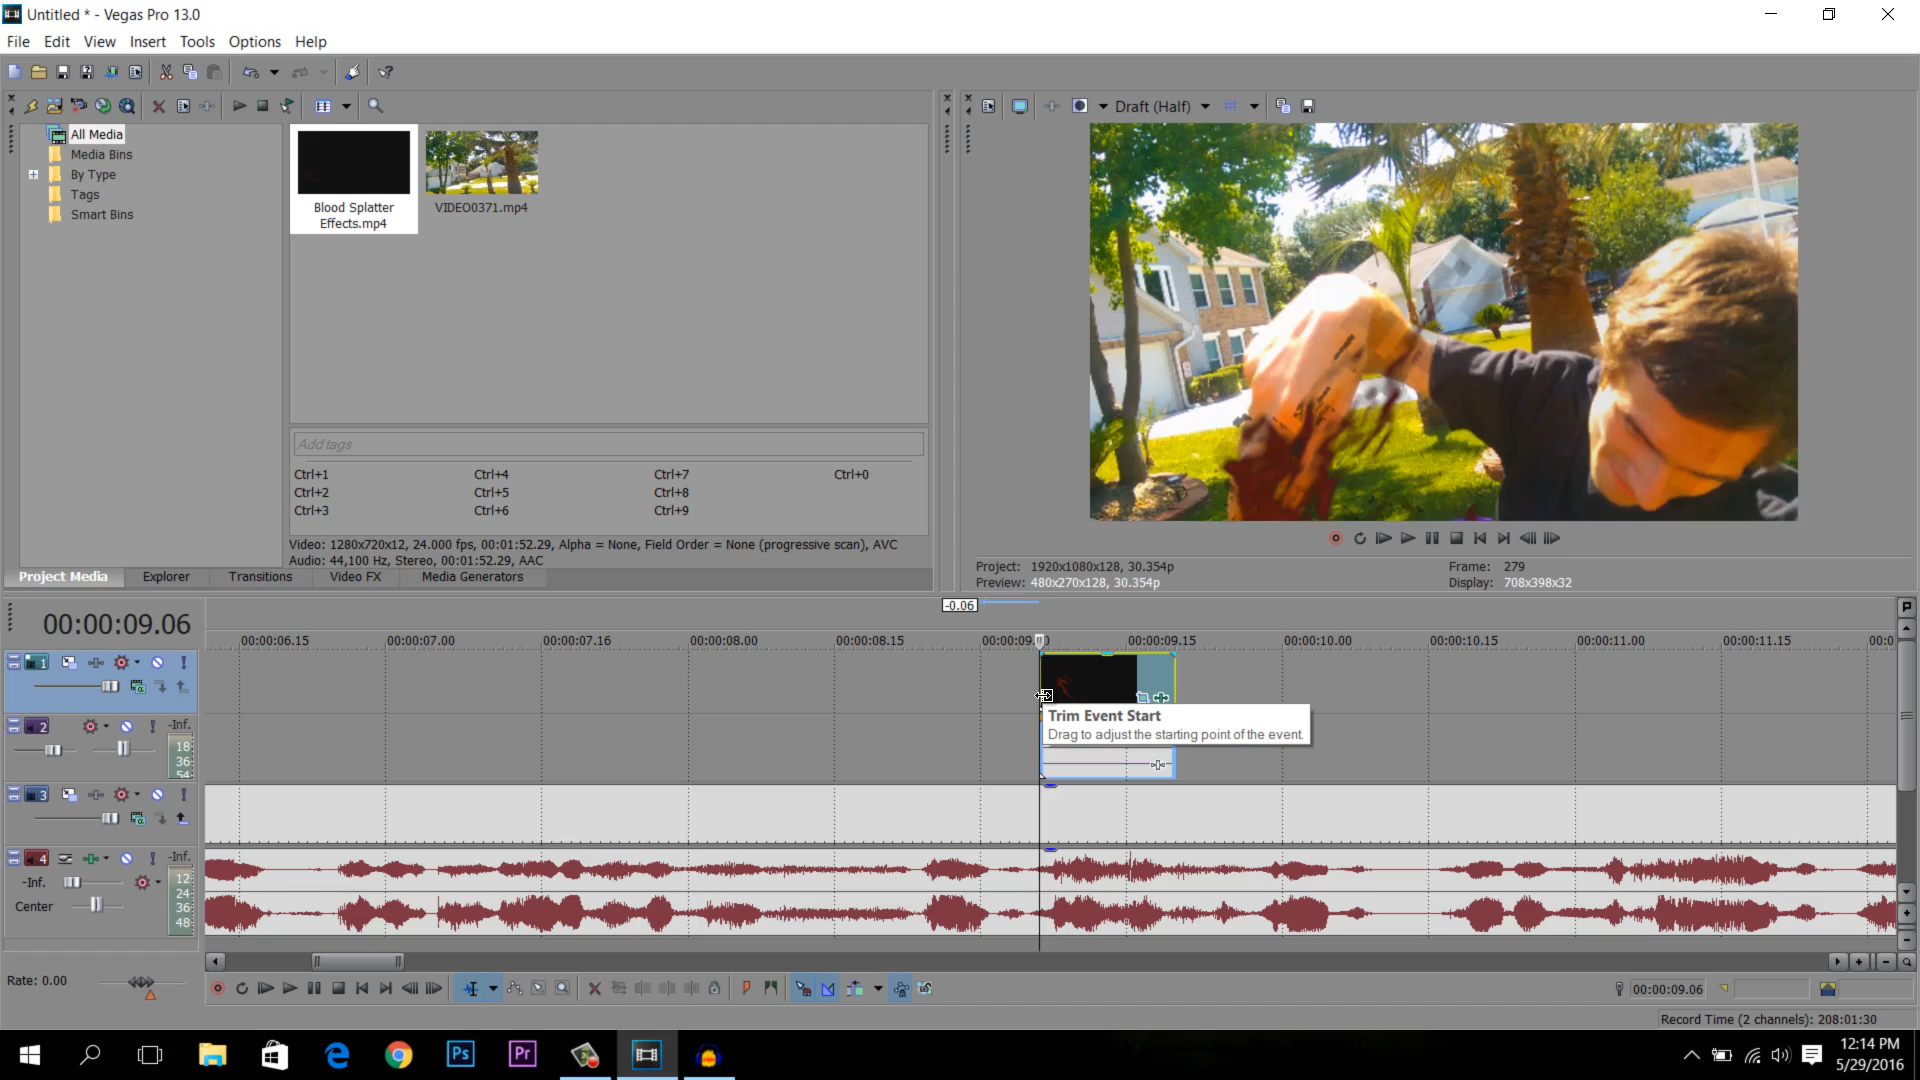 Untitled * - Vegas Pro 13.0
File Edit View Insert Tools Options Help
Draft (Half)
All Media
Media Bins
By Type
Tags
Smart Bins
Blood Splatter
Effects.mp4
VIDEO0371.mp4
Add tags
Ctrl+1 Ctrl+4 Ctrl+7 Ctrl+0
Ctrl+2 Ctrl+5 Ctrl+8
Ctrl+3 Ctrl+6 Ctrl+9
Video: 1280x720x12, 24.000 fps, 00:01:52.29, Alpha = None, Field Order = None (progressive scan), AVC
Audio: 44,100 Hz, Stereo, 00:01:52.29, AAC
Project Media Explorer Transitions Video FX Media Generators
Project: 1920x1080x128, 30.354p Frame: 279
Preview: 480x270x128, 30.354p Display: 708x398x32
-0.06
00:00:09.06
00:00:06.15 00:00:07.00 00:00:07.16 00:00:08.00 00:00:08.15 00:00:09.0 00:00:09.15 00:00:10.00 00:00:10.15 00:00:11.00 00:00:11.15 00:0
1
Trim Event Start
Drag to adjust the starting point of the event.
2 -Inf.
18
36
54
3
4 -Inf.
-Inf. 12
24
Center 36
48
Rate: 0.00
00:00:09.06
Record Time (2 channels): 208:01:30
Ps Pr
12:14 PM
5/29/2016